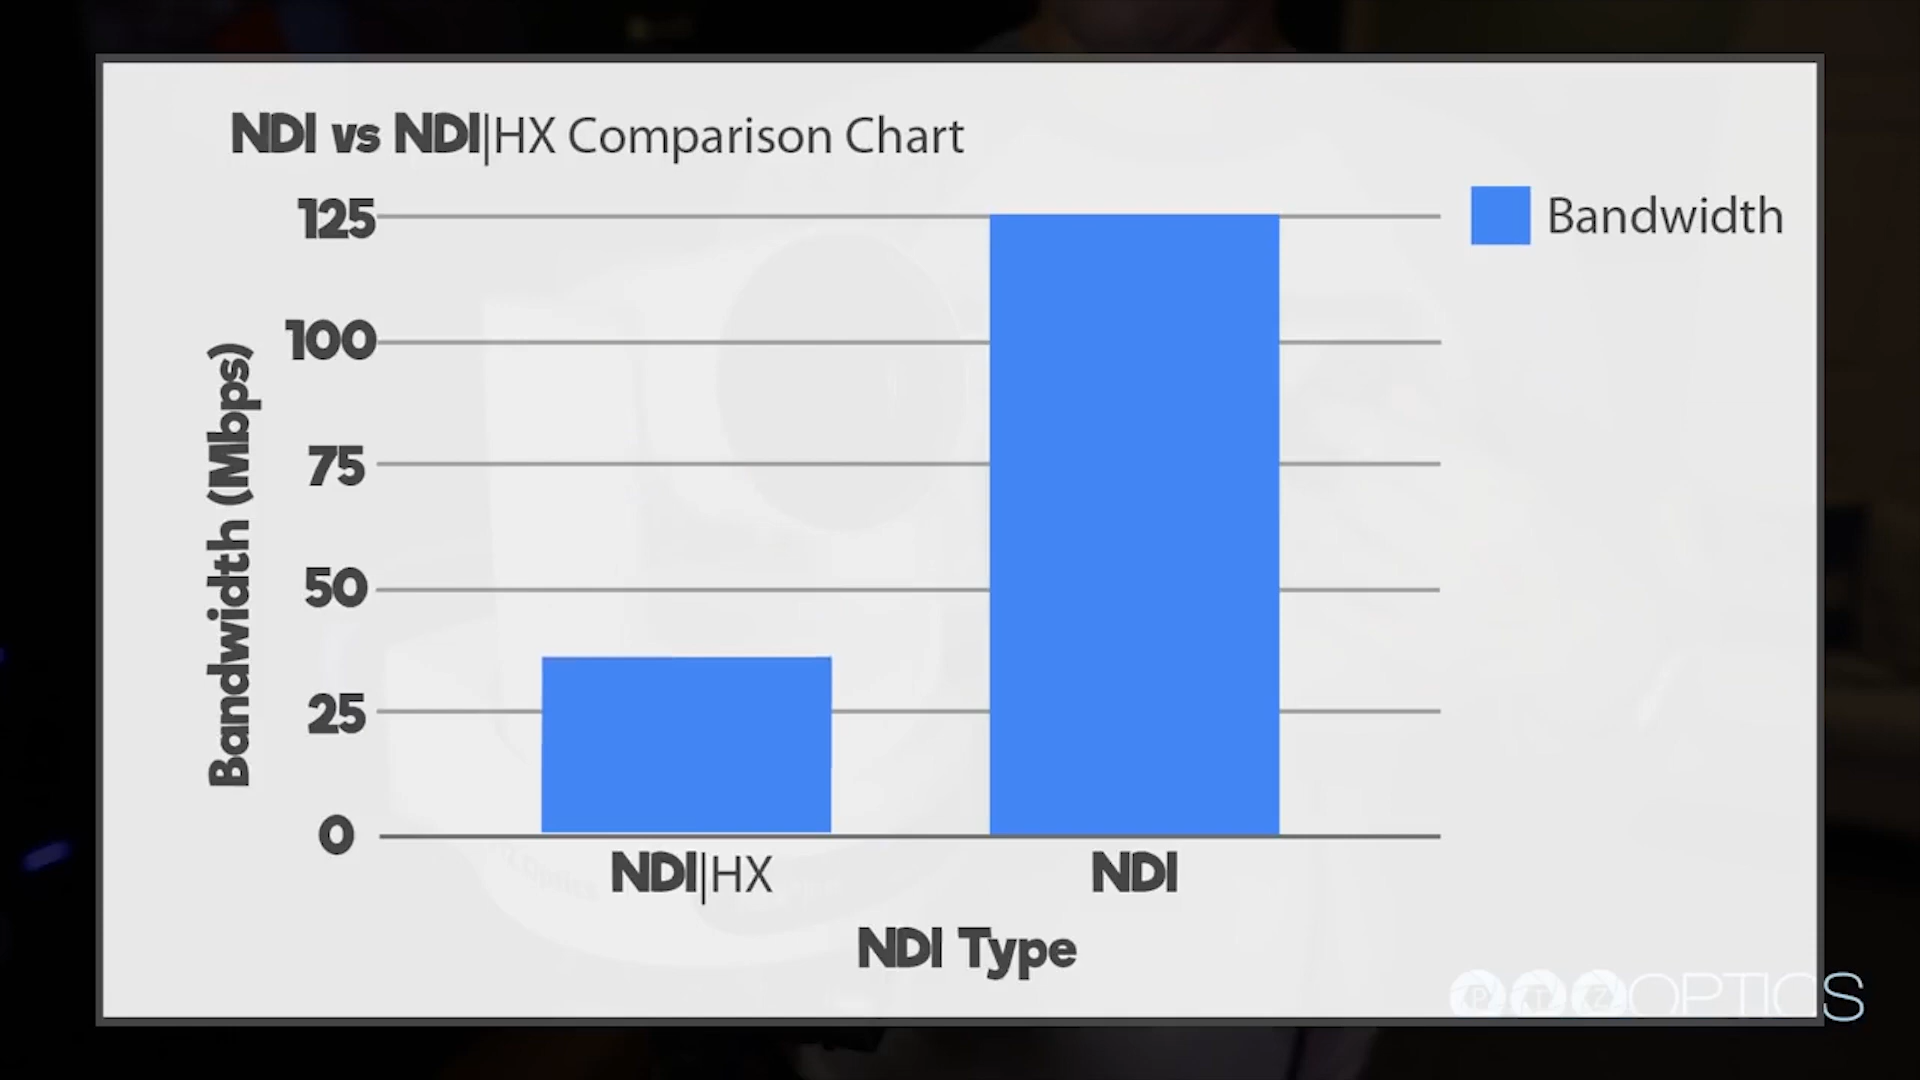 NDI vs NDI|HX Comparison Chart
125
Bandwidth
100
75
50
25
0
Bandwidth (Mbps)
NDI|HX
NDI
NDI Type
PTZOPTICS